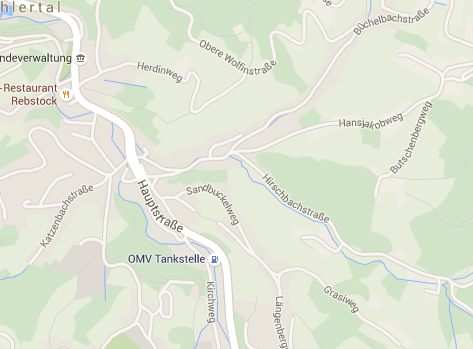 hlertal
Büchelbachstraße
Obere Wolfinstraße
ndeverwaltung
Herdinweg
-Restaurant
Rebstock
Hansjakobweg
Butschenbergweg
Hirschbachstraße
Sandbuckelweg
Hauptstraße
Katzenbachstraße
OMV Tankstelle
Kirchweg
Grasiweg
Längenberg